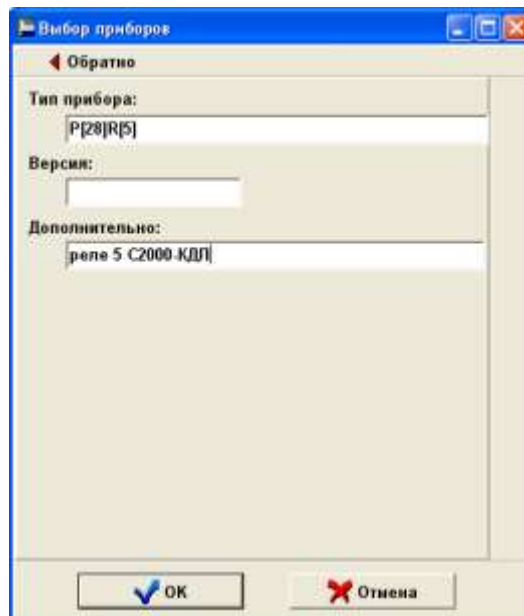 Выбор приборов
Обратно
Тип прибора:
P[28]R[5]
Версия:
Дополнительно:
реле 5 С2000-КДЛ
OK
Отмена